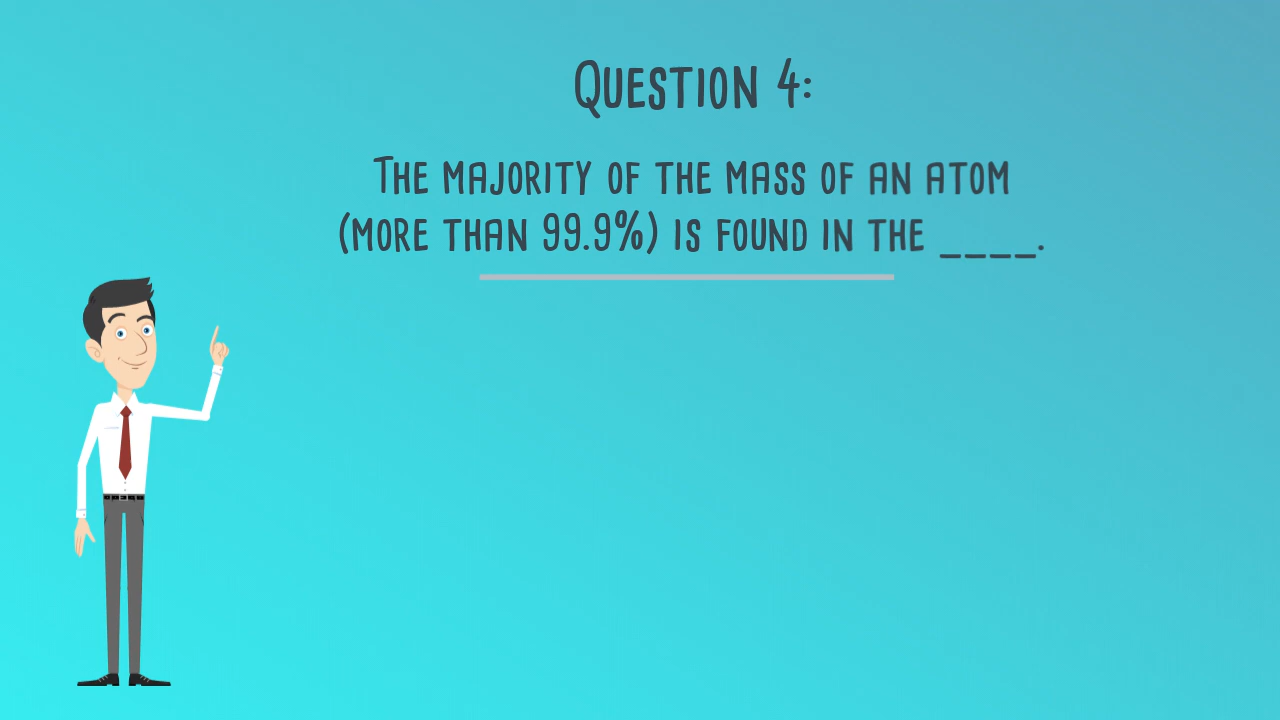 Question 4:
The majority of the mass of an atom
(more than 99.9%) is found in the ____.